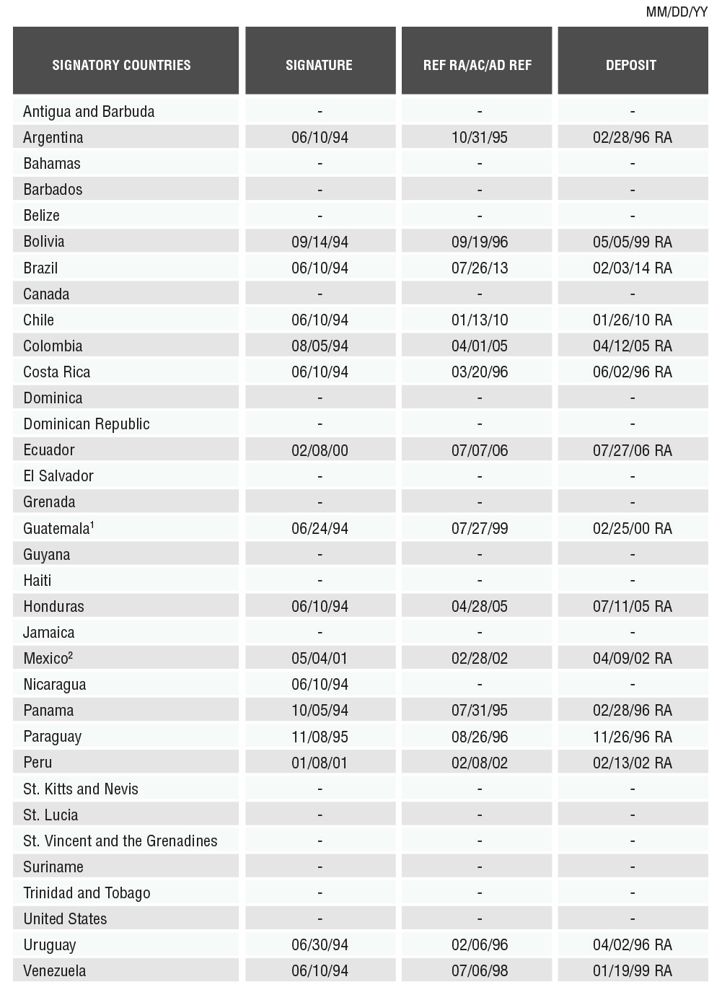 MM/DD/YY
SIGNATORY COUNTRIES SIGNATURE REF RA/AC/AD REF DEPOSIT
Antigua and Barbuda - - -
Argentina 06/10/94 10/31/95 02/28/96 RA
Bahamas - - -
Barbados - - -
Belize - - -
Bolivia 09/14/94 09/19/96 05/05/99 RA
Brazil 06/10/94 07/26/13 02/03/14 RA
Canada - - -
Chile 06/10/94 01/13/10 01/26/10 RA
Colombia 08/05/94 04/01/05 04/12/05 RA
Costa Rica 06/10/94 03/20/96 06/02/96 RA
Dominica - - -
Dominican Republic - - -
Ecuador 02/08/00 07/07/06 07/27/06 RA
El Salvador - - -
Grenada - - -
Guatemala¹ 06/24/94 07/27/99 02/25/00 RA
Guyana - - -
Haiti - - -
Honduras 06/10/94 04/28/05 07/11/05 RA
Jamaica - - -
Mexico² 05/04/01 02/28/02 04/09/02 RA
Nicaragua 06/10/94 - -
Panama 10/05/94 07/31/95 02/28/96 RA
Paraguay 11/08/95 08/26/96 11/26/96 RA
Peru 01/08/01 02/08/02 02/13/02 RA
St. Kitts and Nevis - - -
St. Lucia - - -
St. Vincent and the Grenadines - - -
Suriname - - -
Trinidad and Tobago - - -
United States - - -
Uruguay 06/30/94 02/06/96 04/02/96 RA
Venezuela 06/10/94 07/06/98 01/19/99 RA